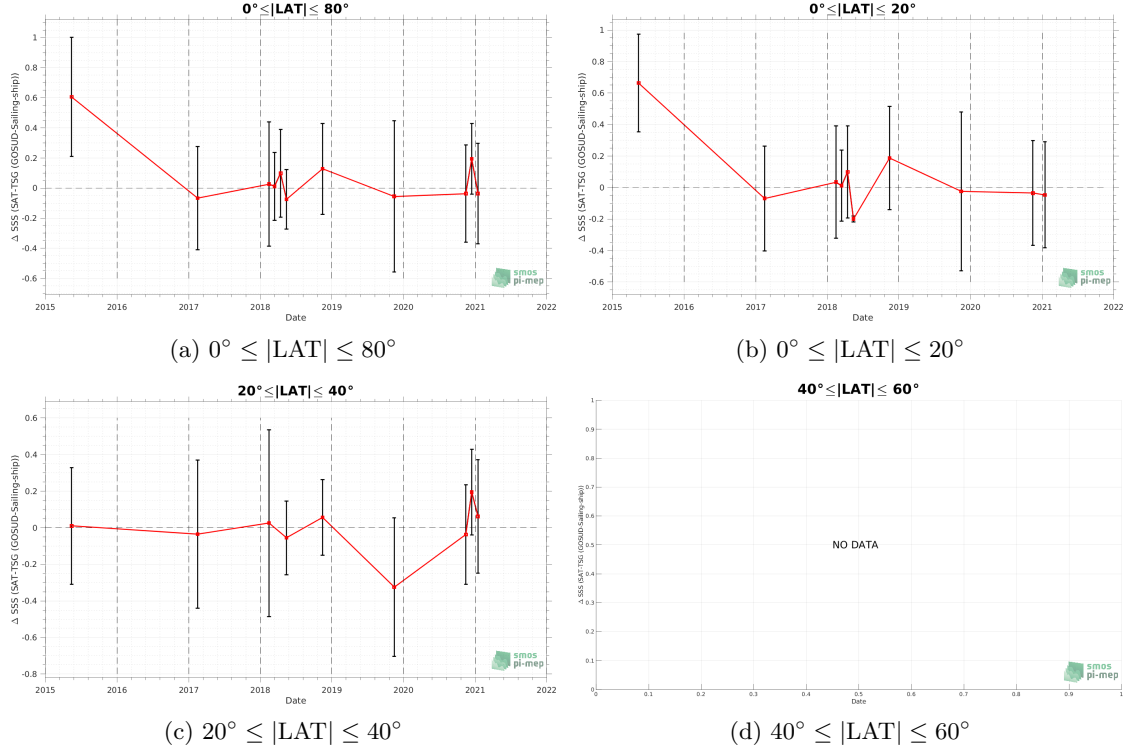 0°≤|LAT|≤ 80°
1
0.8
0.6
0.4
0.2
0
-0.2
-0.4
-0.6
Δ SSS (SAT-TSG (GOSUD-Sailing-ship))
2015 2016 2017 2018 2019 2020 2021 2022
Date
smos
pi-mep
(a) 0° ≤ |LAT| ≤ 80°
0°≤|LAT|≤ 20°
1
0.8
0.6
0.4
0.2
0
-0.2
-0.4
-0.6
Δ SSS (SAT-TSG (GOSUD-Sailing-ship))
2015 2016 2017 2018 2019 2020 2021 2022
Date
smos
pi-mep
(b) 0° ≤ |LAT| ≤ 20°
20°≤|LAT|≤ 40°
0.6
0.4
0.2
0
-0.2
-0.4
-0.6
-0.8
Δ SSS (SAT-TSG (GOSUD-Sailing-ship))
2015 2016 2017 2018 2019 2020 2021 2022
Date
smos
pi-mep
(c) 20° ≤ |LAT| ≤ 40°
40°≤|LAT|≤ 60°
1
0.9
0.8
0.7
0.6
0.5
0.4
0.3
0.2
0.1
0
Δ SSS (SAT-TSG (GOSUD-Sailing-ship))
NO DATA
0 0.1 0.2 0.3 0.4 0.5 0.6 0.7 0.8 0.9 1
Date
smos
pi-mep
(d) 40° ≤ |LAT| ≤ 60°